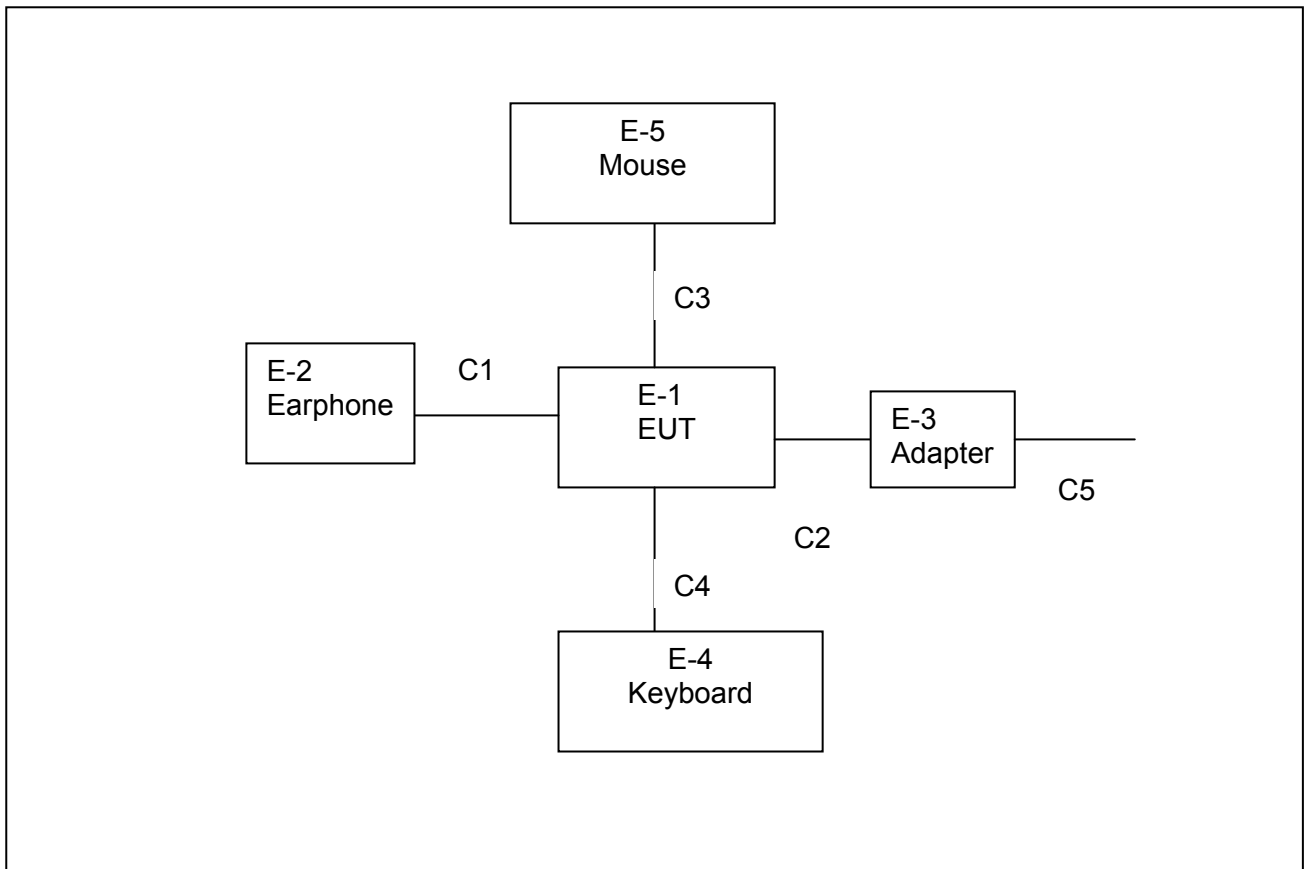 E-5
Mouse
C3
E-2
Earphone
C1
E-1
EUT
E-3
Adapter
C5
C2
C4
E-4
Keyboard